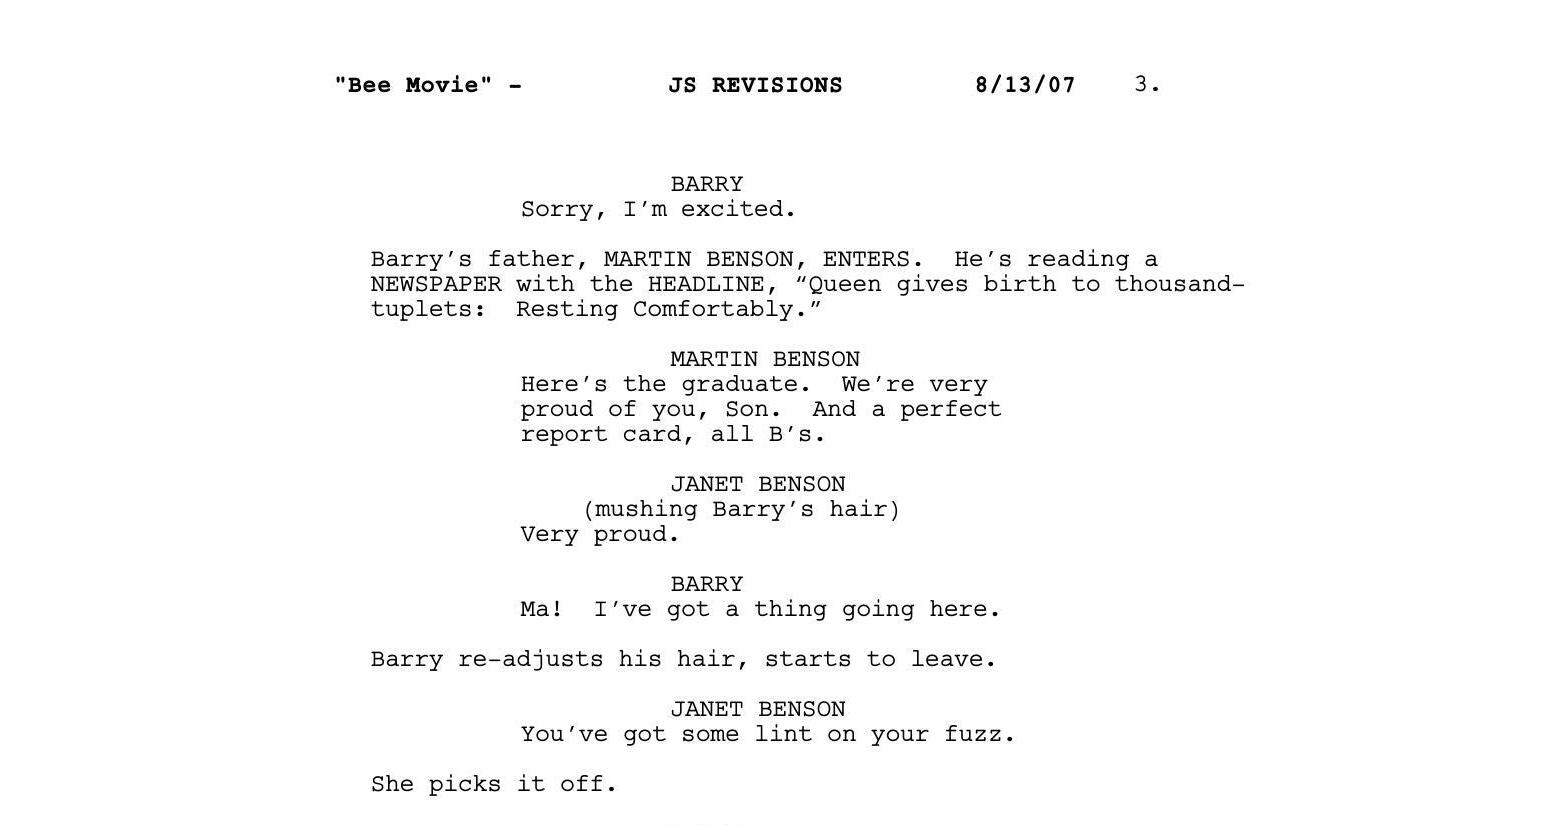 "Bee Movie" - JS REVISIONS 8/13/07 3.
BARRY
Sorry, I’m excited.
Barry’s father, MARTIN BENSON, ENTERS.  He’s reading a
NEWSPAPER with the HEADLINE, “Queen gives birth to thousand-
tuplets:  Resting Comfortably.”
MARTIN BENSON
Here’s the graduate.  We’re very
proud of you, Son.  And a perfect
report card, all B’s.
JANET BENSON
(mushing Barry’s hair)
Very proud.
BARRY
Ma!  I’ve got a thing going here.
Barry re-adjusts his hair, starts to leave.
JANET BENSON
You’ve got some lint on your fuzz.
She picks it off.